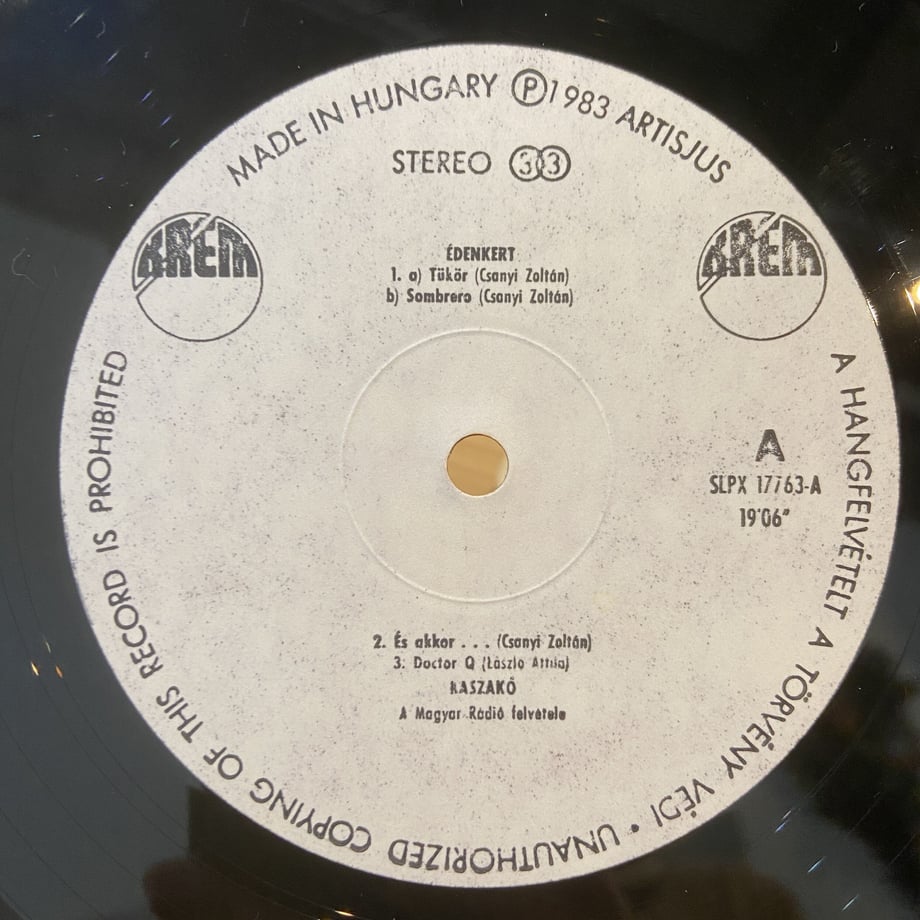 MADE IN HUNGARY Ⓟ1983 ARTISJUS
STEREO 33
KRÉM
KRÉM
ÉDENKERT
1. a) Tükör (Csanyi Zoltán)
b) Sombrero (Csanyi Zoltán)
A
SLPX 17763-A
19'06"
2. És akkor . . . (Csanyi Zoltán)
3. Doctor Q (László Attila)
KASZAKŐ
A Magyar Rádió felvétele
A HANGFELVÉTELT A TÖRVÉNY VÉDI • UNAUTHORIZED COPYING OF THIS RECORD IS PROHIBITED